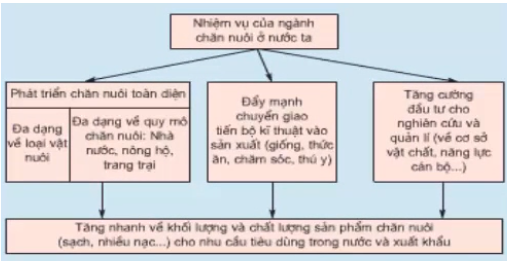 Nhiệm vụ của ngành
chăn nuôi ở nước ta
Phát triển chăn nuôi toàn diện
Đa dạng
về loại vật
nuôi
Đa dạng về quy mô
chăn nuôi: Nhà
nước, nông hộ,
trang trại
Đẩy mạnh
chuyển giao
tiến bộ kĩ thuật vào
sản xuất (giống, thức
ăn, chăm sóc, thú y)
Tăng cường
đầu tư cho
nghiên cứu và
quản lí (về cơ sở
vật chất, năng lực
cán bộ...)
Tăng nhanh về khối lượng và chất lượng sản phẩm chăn nuôi
(sạch, nhiều nạc...) cho nhu cầu tiêu dùng trong nước và xuất khẩu